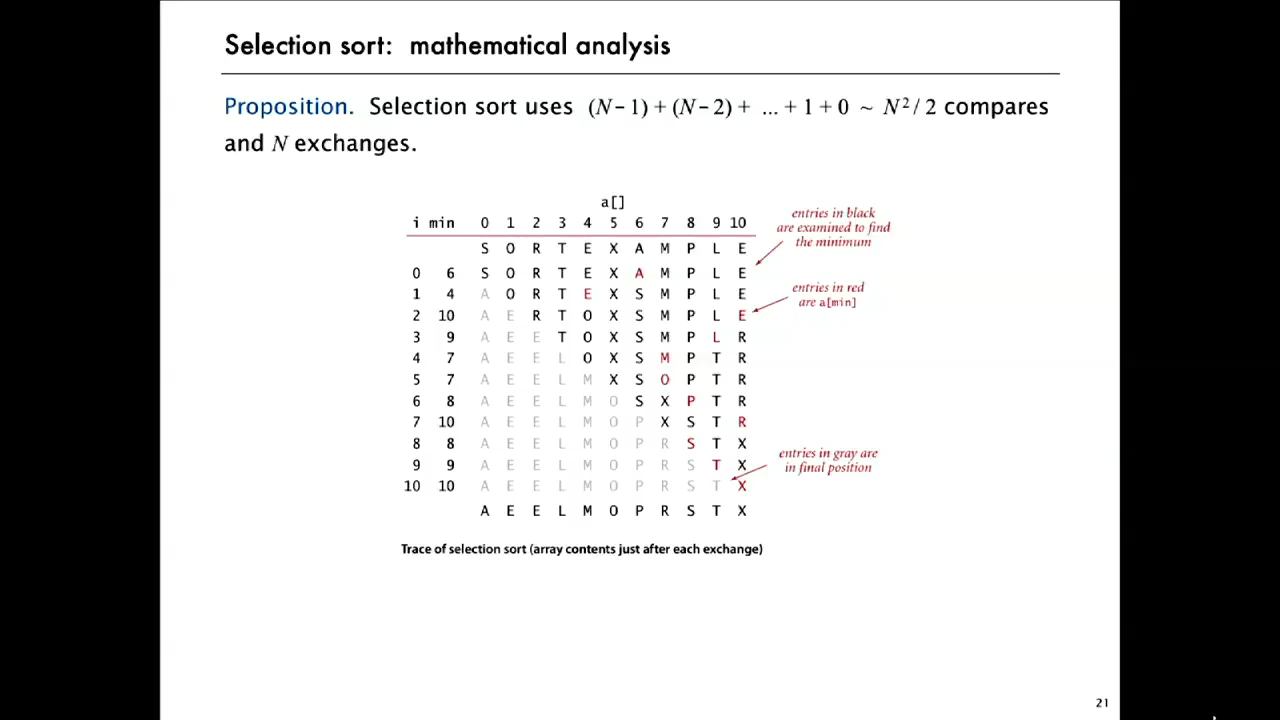 Selection sort: mathematical analysis
Proposition. Selection sort uses (N – 1) + (N – 2) + ... + 1 + 0 ~ N² / 2 compares
and N exchanges.
a[]
i min 0 1 2 3 4 5 6 7 8 9 10
S O R T E X A M P L E
0 6 S O R T E X A M P L E
1 4 A O R T E X S M P L E
2 10 A E R T O X S M P L E
3 9 A E E T O X S M P L R
4 7 A E E L O X S M P T R
5 7 A E E L M X S O P T R
6 8 A E E L M O S X P T R
7 10 A E E L M O P X S T R
8 8 A E E L M O P R S T X
9 9 A E E L M O P R S T X
10 10 A E E L M O P R S T X
A E E L M O P R S T X
entries in black
are examined to find
the minimum
entries in red
are a[min]
entries in gray are
in final position
Trace of selection sort (array contents just after each exchange)
21